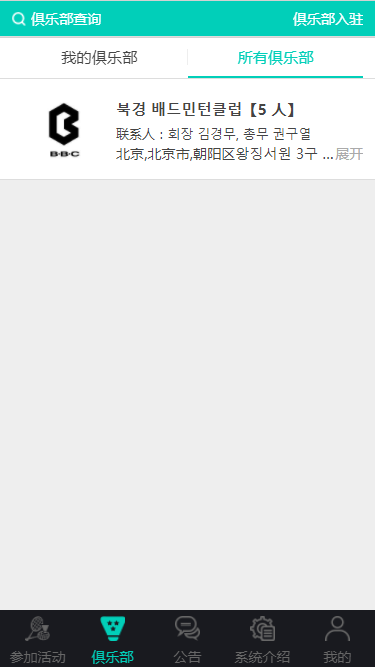 俱乐部查询 俱乐部入驻
我的俱乐部 所有俱乐部
북경 배드민턴클럽【5 人】
联系人：회장 김경무, 총무 권구열
北京,北京市,朝阳区왕징서원 3구 ...展开
B·B·C
参加活动 俱乐部 公告 系统介绍 我的